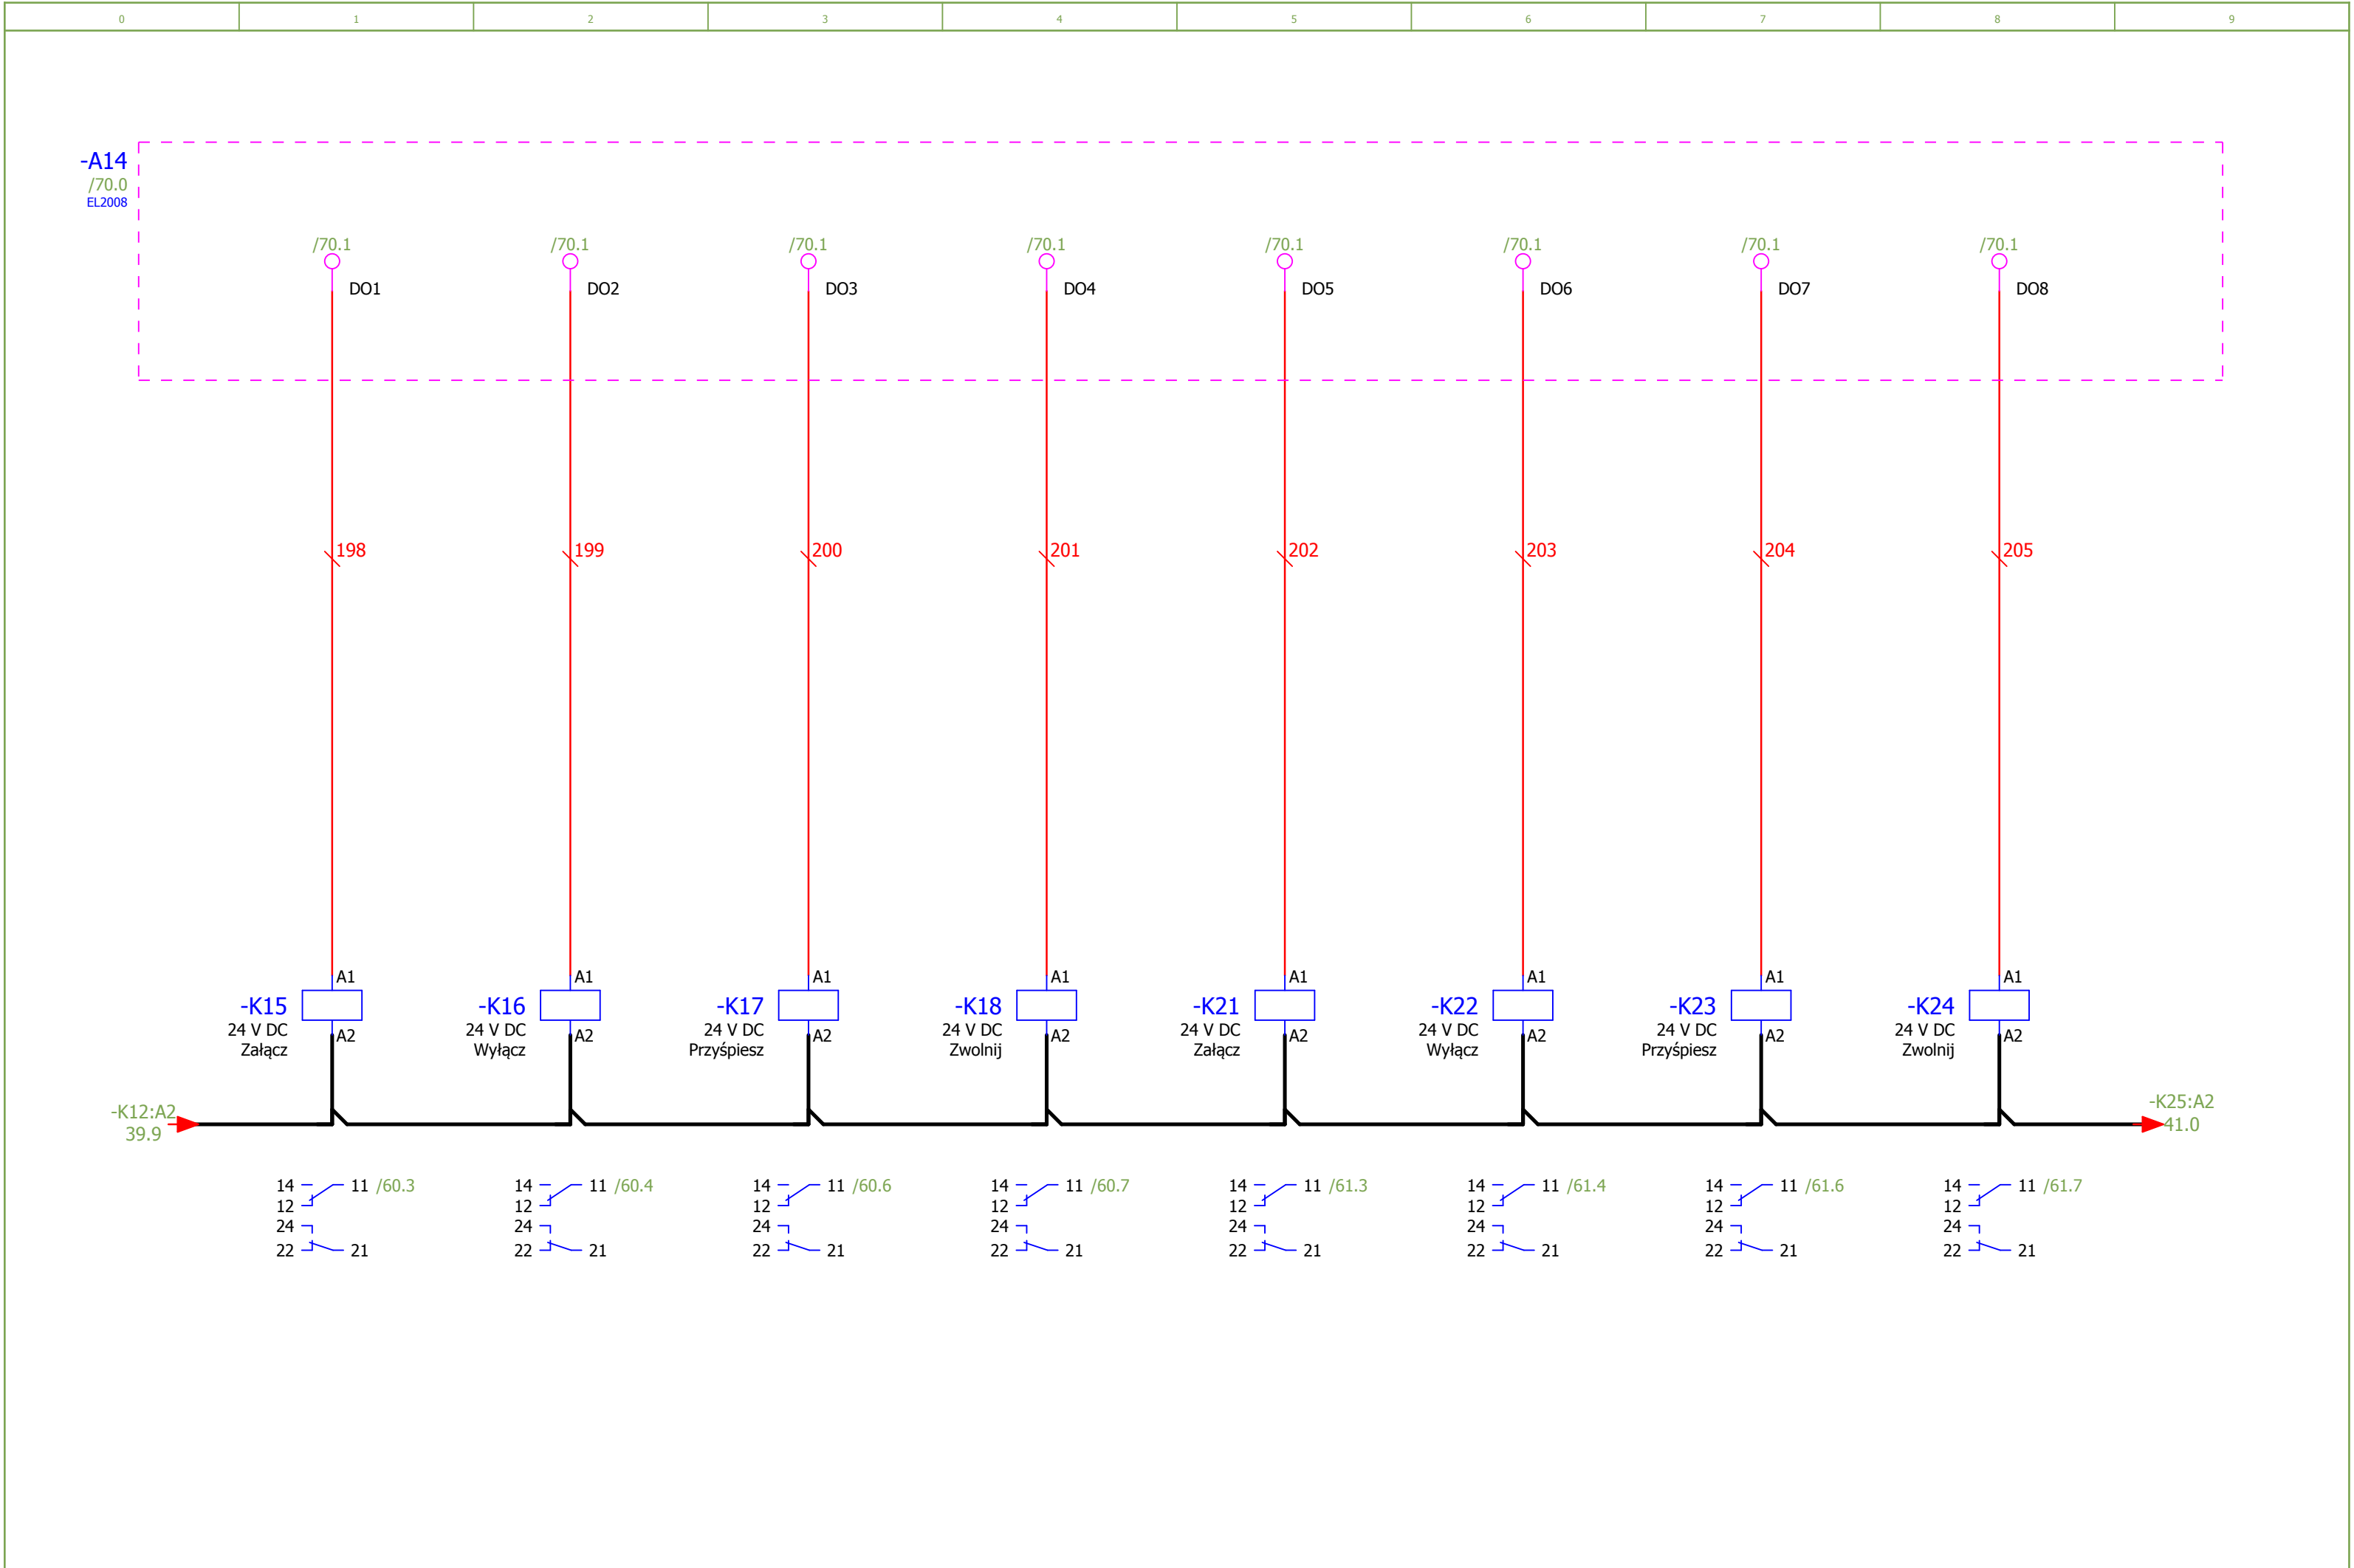 0 1 2 3 4 5 6 7 8 9
-A14
/70.0
EL2008
/70.1 /70.1 /70.1 /70.1 /70.1 /70.1 /70.1 /70.1
DO1 DO2 DO3 DO4 DO5 DO6 DO7 DO8
198 199 200 201 202 203 204 205
A1 A1 A1 A1 A1 A1 A1 A1
-K15 -K16 -K17 -K18 -K21 -K22 -K23 -K24
24 V DC 24 V DC 24 V DC 24 V DC 24 V DC 24 V DC 24 V DC 24 V DC
A2 A2 A2 A2 A2 A2 A2 A2
Załącz Wyłącz Przyśpiesz Zwolnij Załącz Wyłącz Przyśpiesz Zwolnij
-K12:A2 -K25:A2
39.9 41.0
14 11 /60.3 14 11 /60.4 14 11 /60.6 14 11 /60.7 14 11 /61.3 14 11 /61.4 14 11 /61.6 14 11 /61.7
12 12 12 12 12 12 12 12
24 24 24 24 24 24 24 24
22 21 22 21 22 21 22 21 22 21 22 21 22 21 22 21